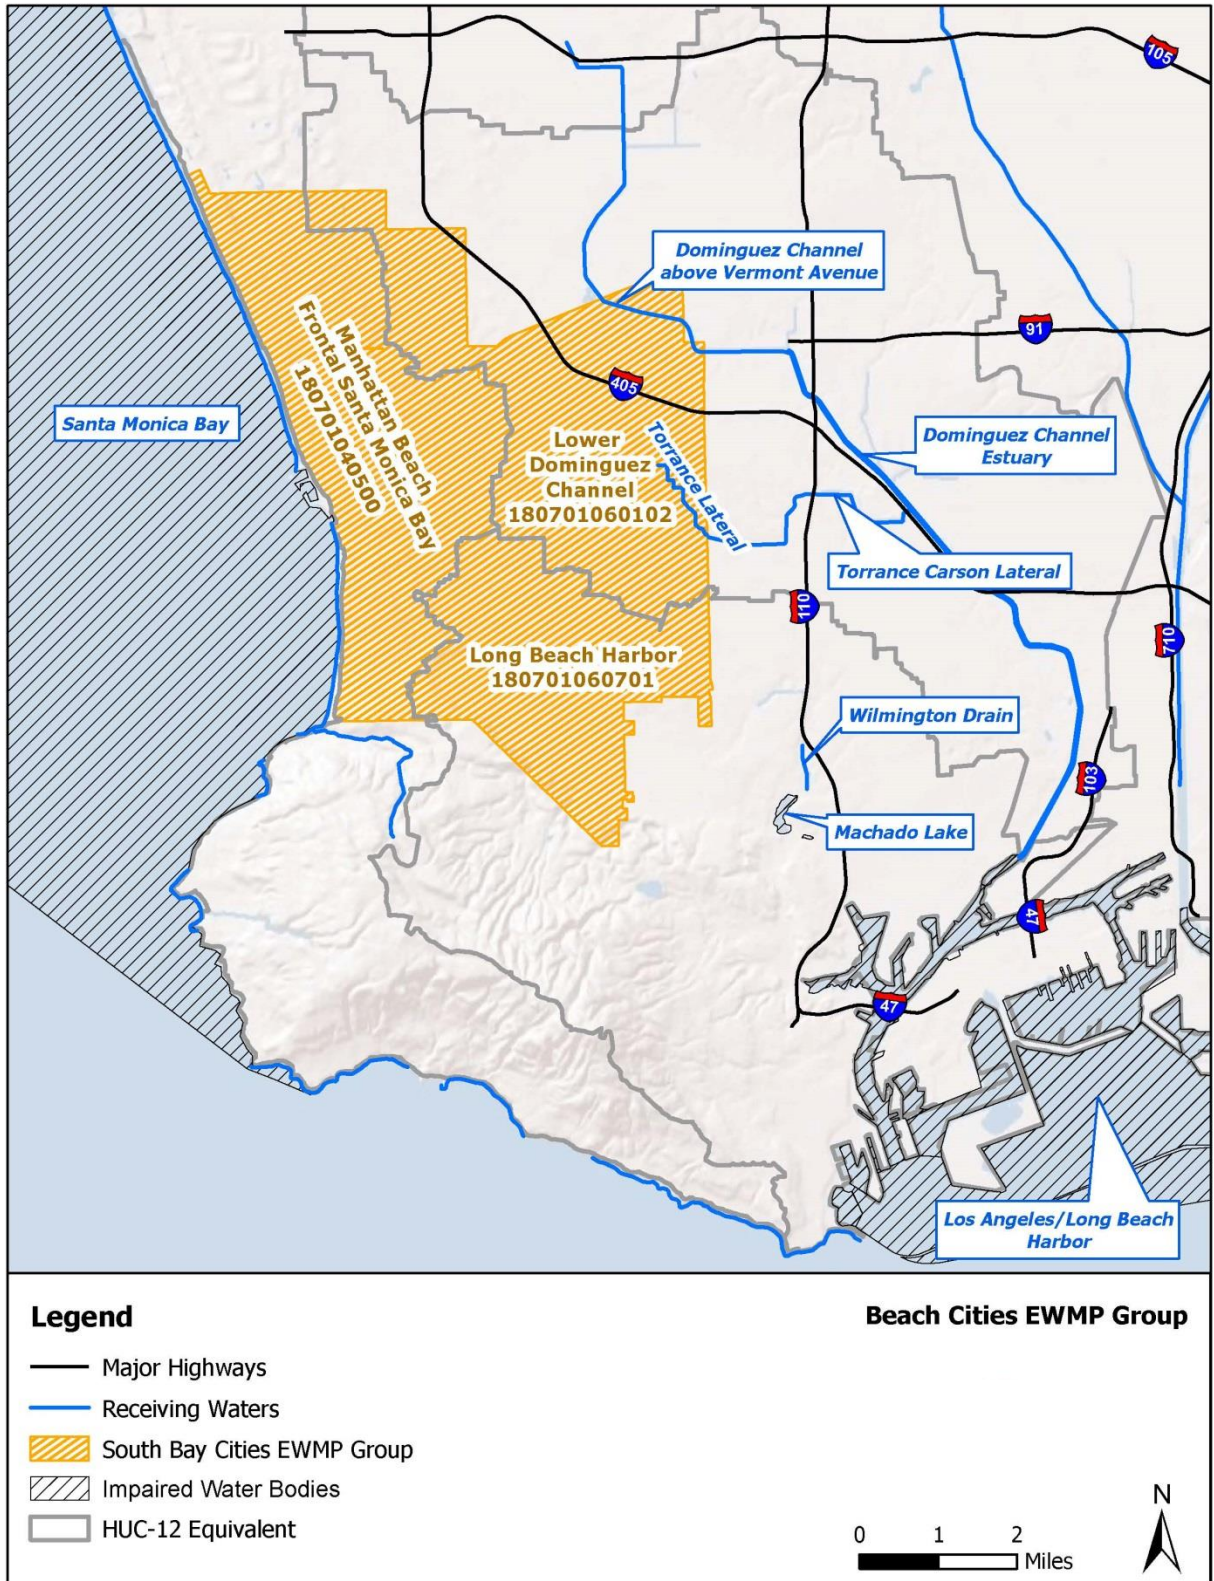 105
Dominguez Channel
above Vermont Avenue
91
405
Manhattan Beach
Frontal Santa Monica Bay
180701040500
Santa Monica Bay
Lower
Dominguez
Channel
180701060102
Torrance Lateral
Dominguez Channel
Estuary
Torrance Carson Lateral
110
710
Long Beach Harbor
180701060701
Wilmington Drain
103
Machado Lake
47
47
Los Angeles/Long Beach
Harbor
Legend
Beach Cities EWMP Group
Major Highways
Receiving Waters
South Bay Cities EWMP Group
Impaired Water Bodies
HUC-12 Equivalent
N
0 1 2
Miles